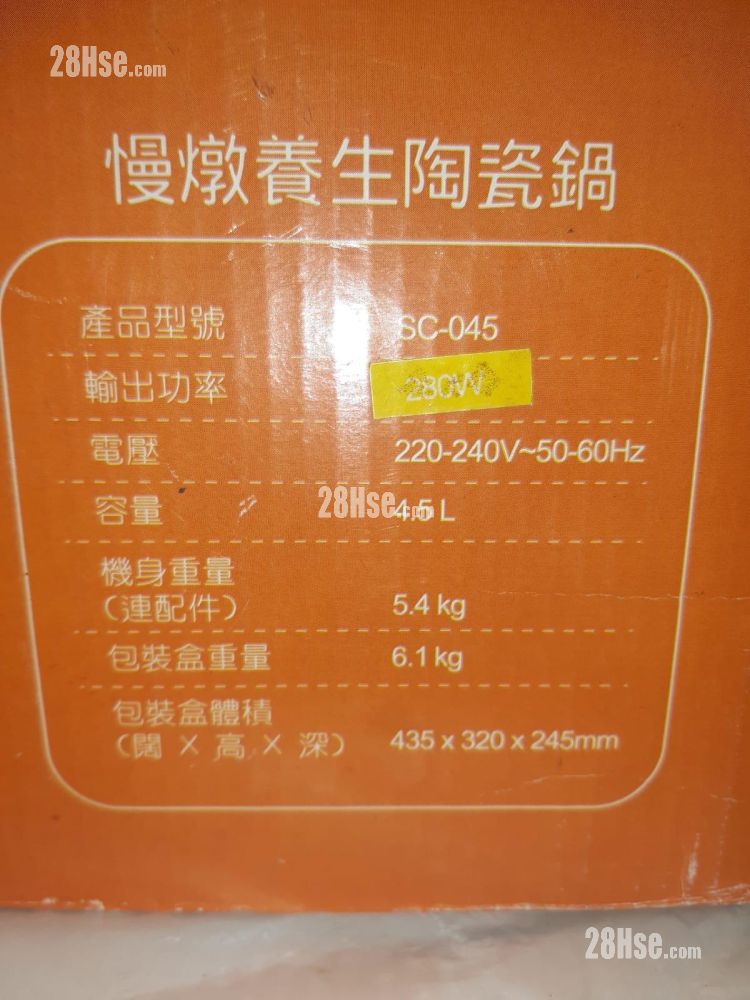 28Hse.com
慢燉養生陶瓷鍋
產品型號 SC-045
輸出功率 280W
電壓 220-240V~50-60Hz
容量 4.5 L
28Hse.com
機身重量
(連配件) 5.4 kg
包裝盒重量 6.1 kg
包裝盒體積
(闊 X 高 X 深) 435 x 320 x 245mm
28Hse.com